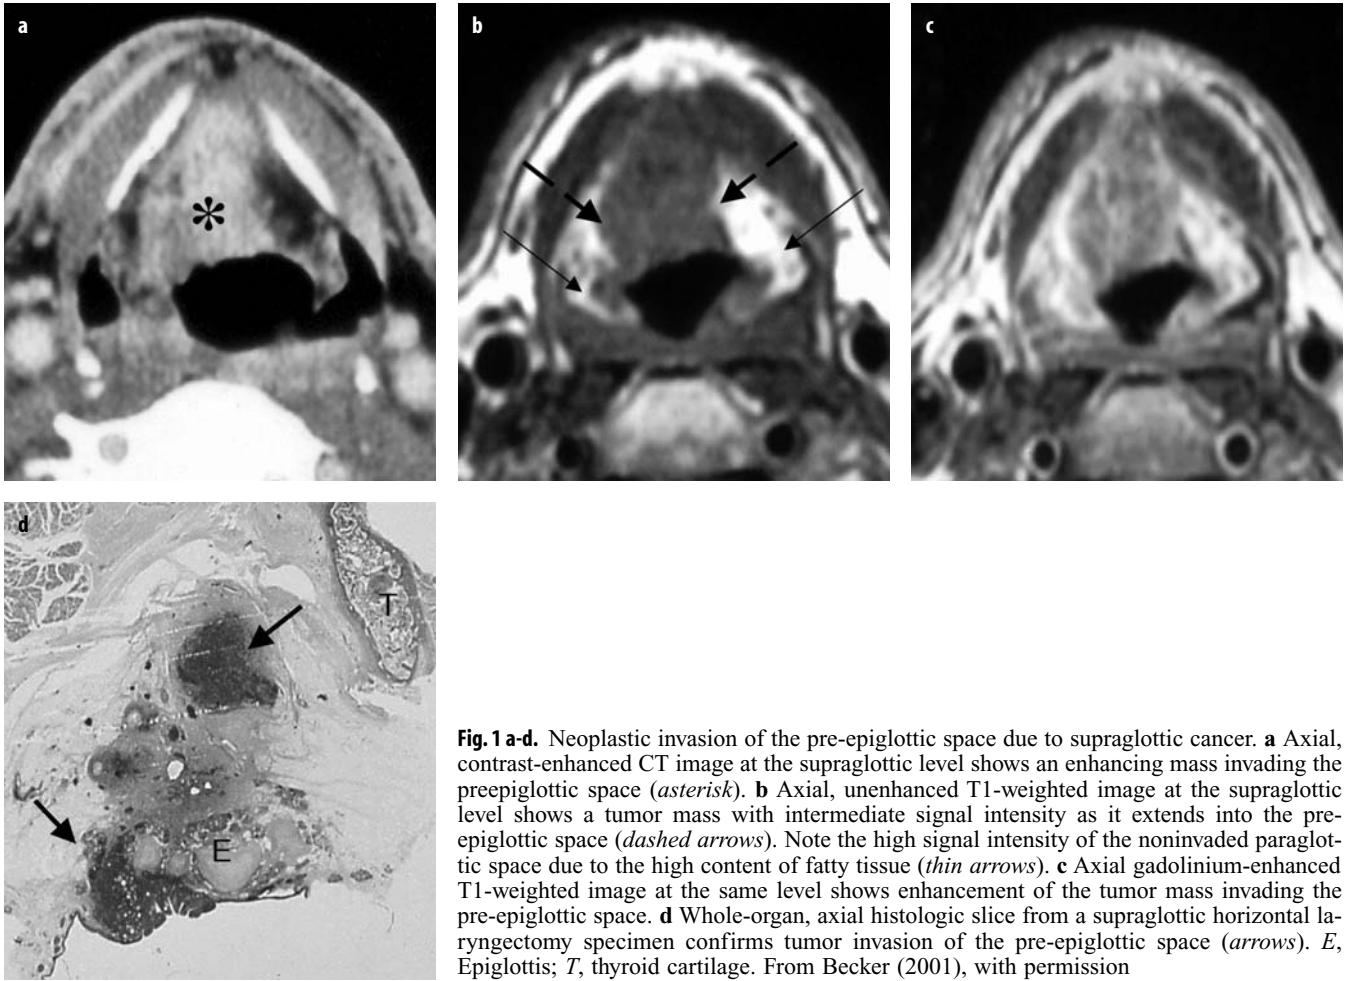 a
b
c
*
d
T
E
Fig. 1 a-d. Neoplastic invasion of the pre-epiglottic space due to supraglottic cancer. a Axial,
contrast-enhanced CT image at the supraglottic level shows an enhancing mass invading the
preepiglottic space (asterisk). b Axial, unenhanced T1-weighted image at the supraglottic
level shows a tumor mass with intermediate signal intensity as it extends into the pre-
epiglottic space (dashed arrows). Note the high signal intensity of the noninvaded paraglot-
tic space due to the high content of fatty tissue (thin arrows). c Axial gadolinium-enhanced
T1-weighted image at the same level shows enhancement of the tumor mass invading the
pre-epiglottic space. d Whole-organ, axial histologic slice from a supraglottic horizontal la-
ryngectomy specimen confirms tumor invasion of the pre-epiglottic space (arrows). E,
Epiglottis; T, thyroid cartilage. From Becker (2001), with permission